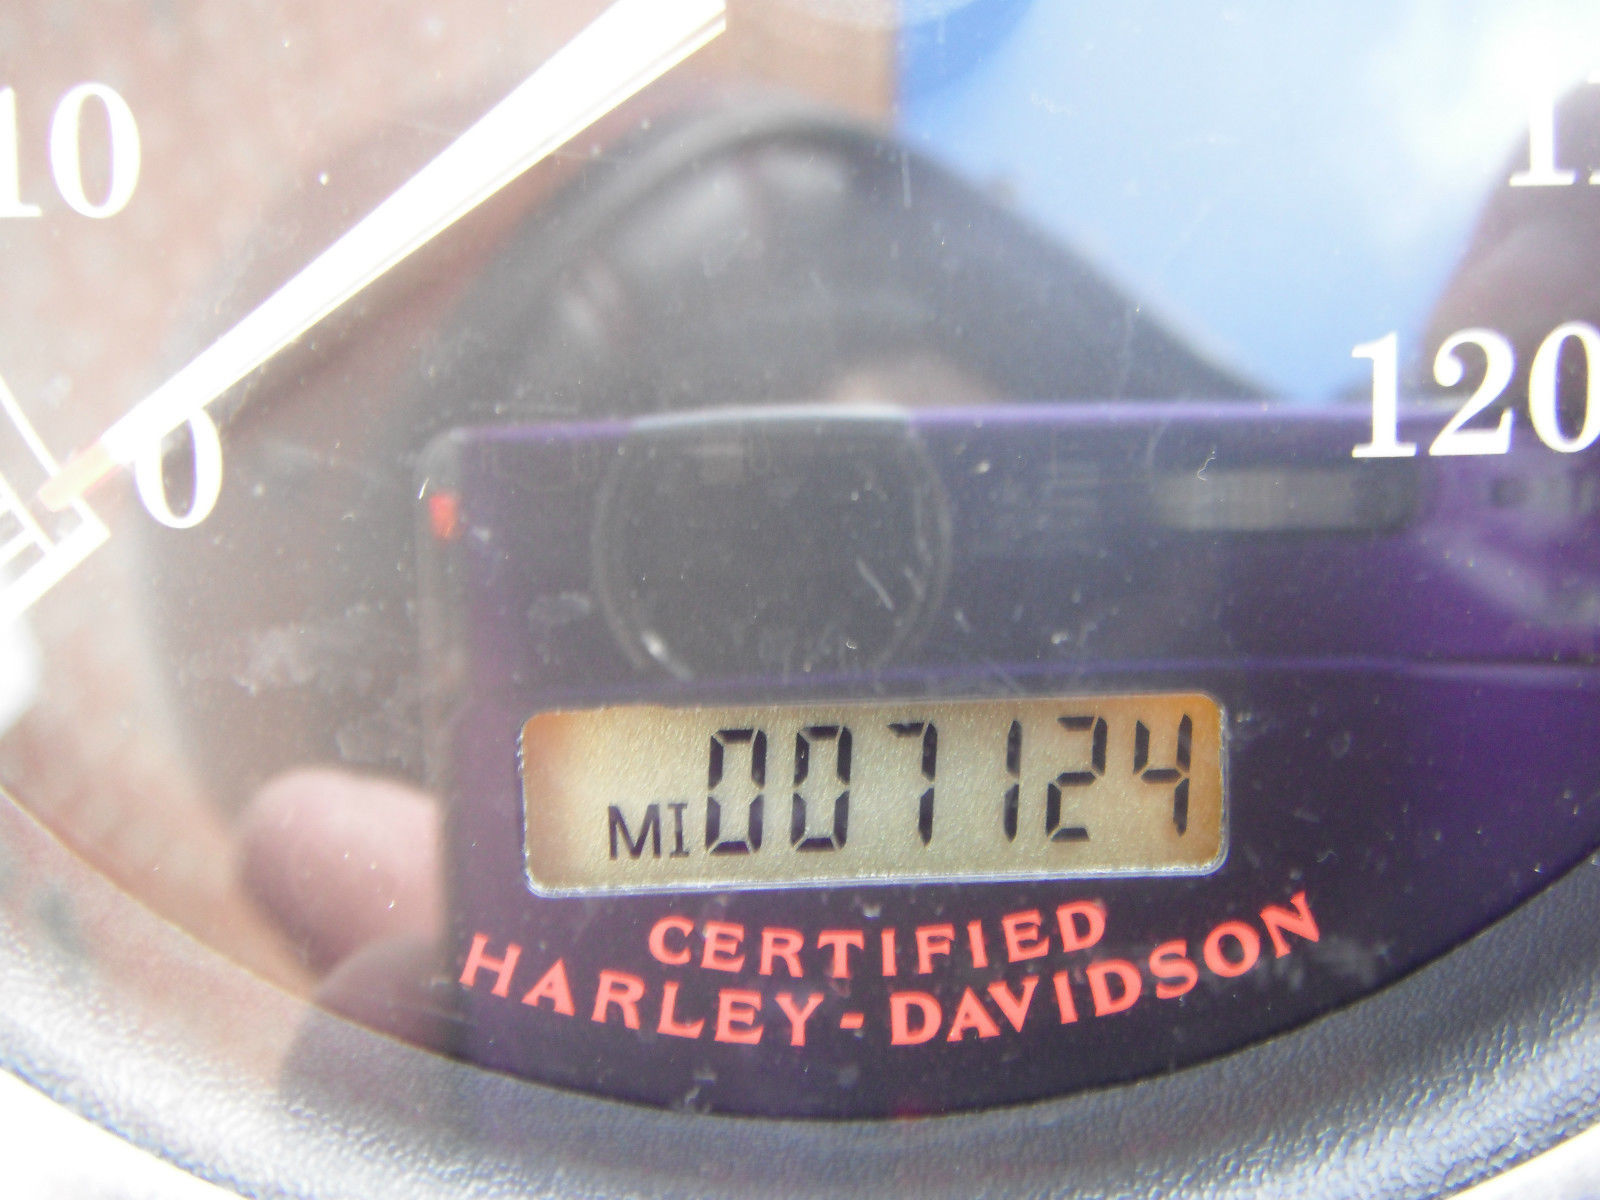 10
0
120
MI 007124
CERTIFIED
HARLEY-DAVIDSON